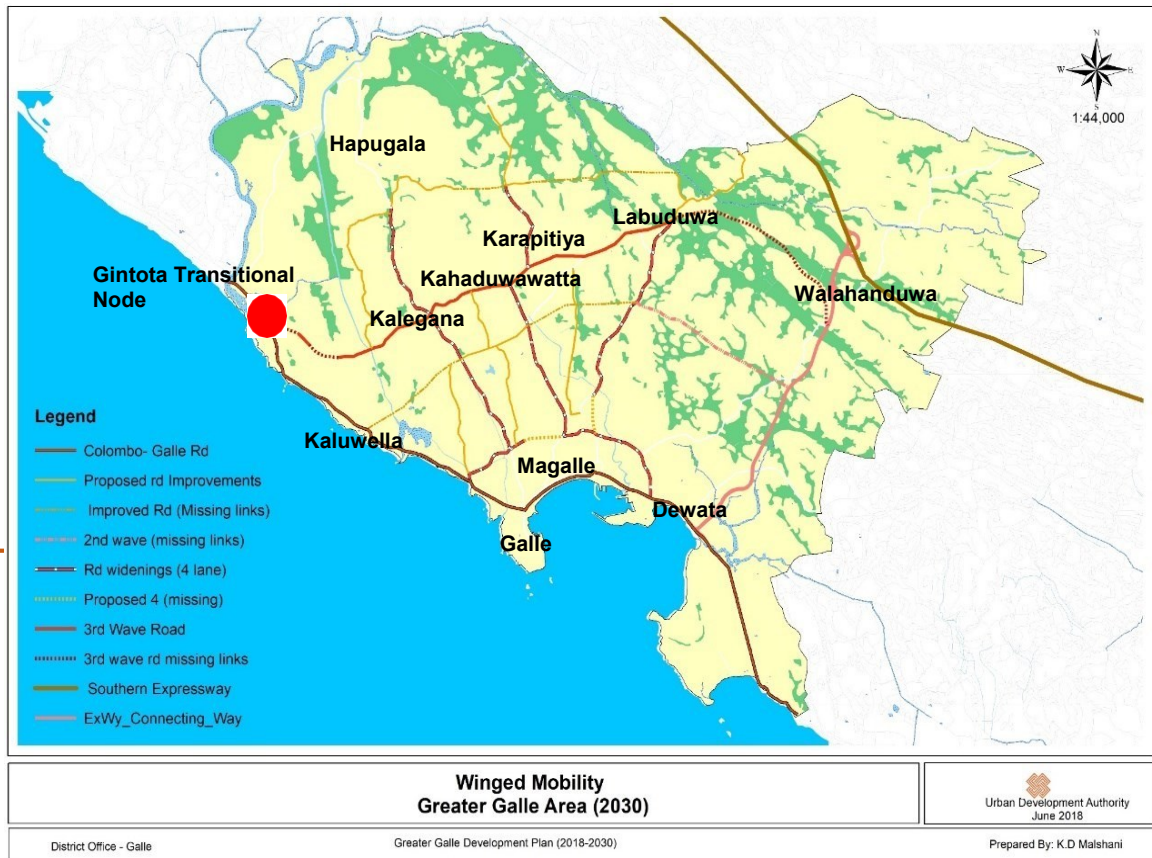 N
W
E
S
1:44,000
Hapugala
Labuduwa
Karapitiya
Gintota Transitional
Node
Kahaduwawatta
Walahanduwa
Kalegana
Kaluwella
Magalle
Dewata
Galle
Legend
Colombo- Galle Rd
Proposed rd Improvements
Improved Rd (Missing links)
2nd wave (missing links)
Rd widenings (4 lane)
Proposed 4 (missing)
3rd Wave Road
3rd wave rd missing links
Southern Expressway
ExWy_Connecting_Way
Winged Mobility
Greater Galle Area (2030)
Urban Development Authority
June 2018
District Office - Galle
Greater Galle Development Plan (2018-2030)
Prepared By: K.D Malshani